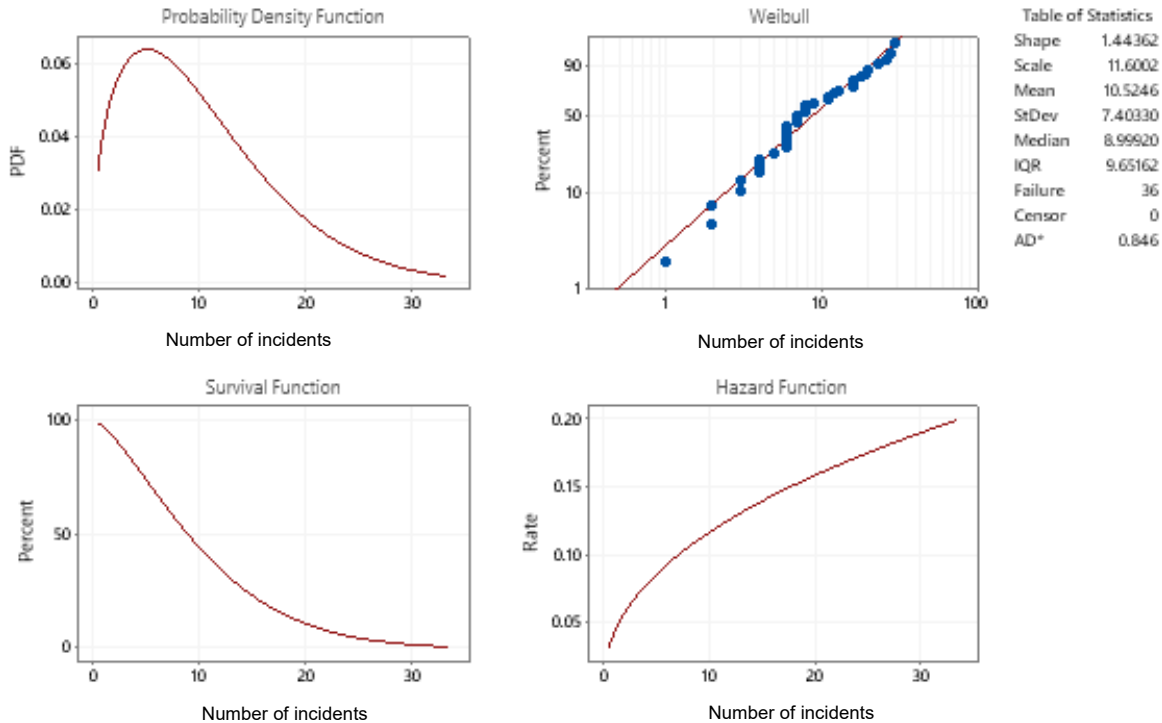 Probability Density Function
0.06
0.04
0.02
0.00
PDF
0 10 20 30
Number of incidents
Weibull
90
50
10
1
Percent
1 10 100
Number of incidents
Table of Statistics
Shape 1.44362
Scale 11.6002
Mean 10.5246
StDev 7.40330
Median 8.99920
IQR 9.65162
Failure 36
Censor 0
AD* 0.846
Survival Function
100
50
0
Percent
0 10 20 30
Number of incidents
Hazard Function
0.20
0.15
0.10
0.05
Rate
0 10 20 30
Number of incidents